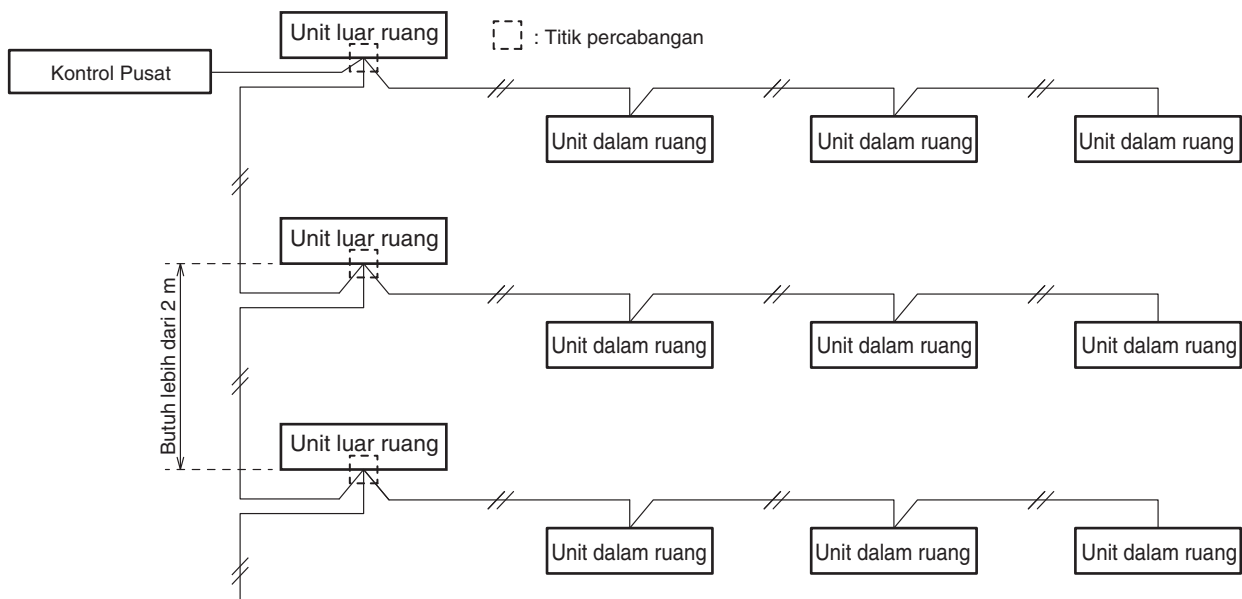 Unit luar ruang
: Titik percabangan
Kontrol Pusat
Unit dalam ruang
Unit dalam ruang
Unit dalam ruang
Unit luar ruang
Butuh lebih dari 2 m
Unit dalam ruang
Unit dalam ruang
Unit dalam ruang
Unit luar ruang
Unit dalam ruang
Unit dalam ruang
Unit dalam ruang